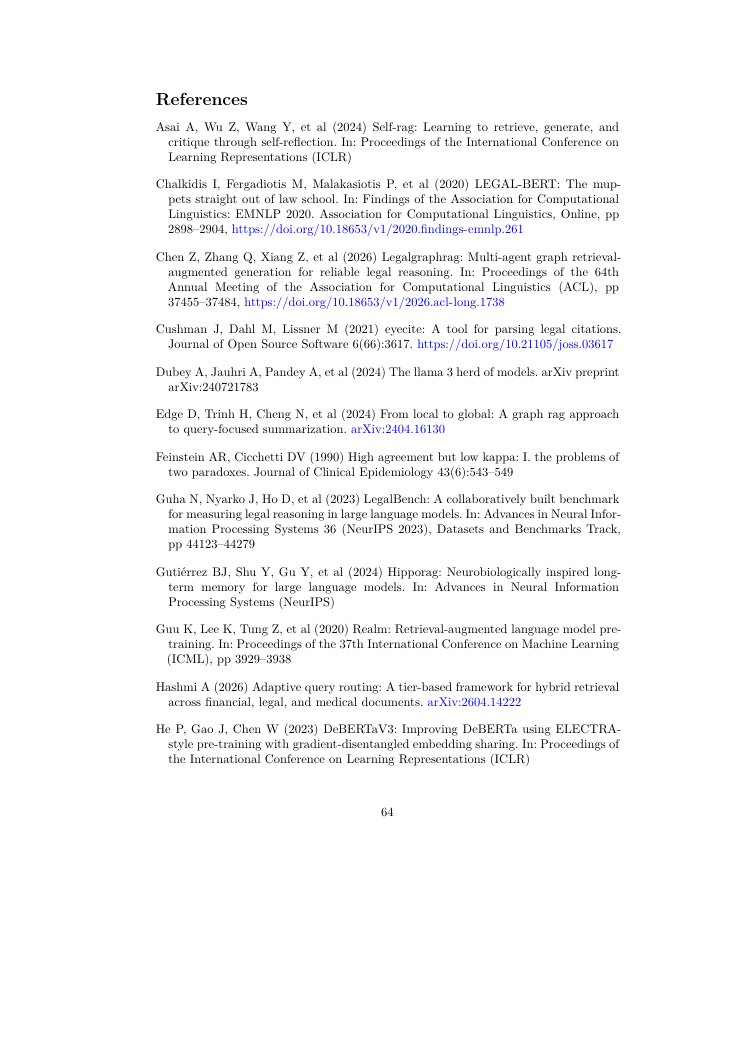 References
Asai A, Wu Z, Wang Y, et al (2024) Self-rag: Learning to retrieve, generate, and
critique through self-reflection. In: Proceedings of the International Conference on
Learning Representations (ICLR)
Chalkidis I, Fergadiotis M, Malakasiotis P, et al (2020) LEGAL-BERT: The mup-
pets straight out of law school. In: Findings of the Association for Computational
Linguistics: EMNLP 2020. Association for Computational Linguistics, Online, pp
2898–2904, https://doi.org/10.18653/v1/2020.findings-emnlp.261
Chen Z, Zhang Q, Xiang Z, et al (2026) Legalgraphrag: Multi-agent graph retrieval-
augmented generation for reliable legal reasoning. In: Proceedings of the 64th
Annual Meeting of the Association for Computational Linguistics (ACL), pp
37455–37484, https://doi.org/10.18653/v1/2026.acl-long.1738
Cushman J, Dahl M, Lissner M (2021) eyecite: A tool for parsing legal citations.
Journal of Open Source Software 6(66):3617. https://doi.org/10.21105/joss.03617
Dubey A, Jauhri A, Pandey A, et al (2024) The llama 3 herd of models. arXiv preprint
arXiv:240721783
Edge D, Trinh H, Cheng N, et al (2024) From local to global: A graph rag approach
to query-focused summarization. arXiv:2404.16130
Feinstein AR, Cicchetti DV (1990) High agreement but low kappa: I. the problems of
two paradoxes. Journal of Clinical Epidemiology 43(6):543–549
Guha N, Nyarko J, Ho D, et al (2023) LegalBench: A collaboratively built benchmark
for measuring legal reasoning in large language models. In: Advances in Neural Infor-
mation Processing Systems 36 (NeurIPS 2023), Datasets and Benchmarks Track,
pp 44123–44279
Gutiérrez BJ, Shu Y, Gu Y, et al (2024) Hipporag: Neurobiologically inspired long-
term memory for large language models. In: Advances in Neural Information
Processing Systems (NeurIPS)
Guu K, Lee K, Tung Z, et al (2020) Realm: Retrieval-augmented language model pre-
training. In: Proceedings of the 37th International Conference on Machine Learning
(ICML), pp 3929–3938
Hashmi A (2026) Adaptive query routing: A tier-based framework for hybrid retrieval
across financial, legal, and medical documents. arXiv:2604.14222
He P, Gao J, Chen W (2023) DeBERTaV3: Improving DeBERTa using ELECTRA-
style pre-training with gradient-disentangled embedding sharing. In: Proceedings of
the International Conference on Learning Representations (ICLR)
64